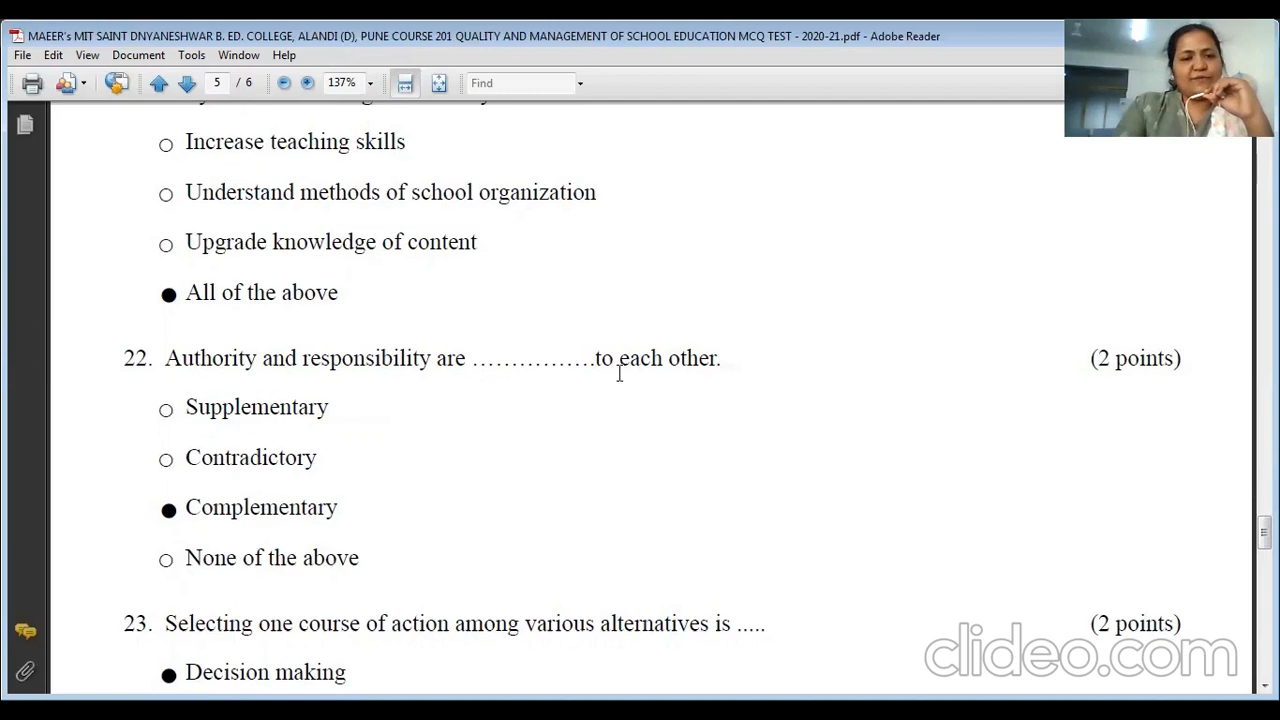 MAEER's MIT SAINT DNYANESHWAR B. ED. COLLEGE, ALANDI (D), PUNE COURSE 201 QUALITY AND MANAGEMENT OF SCHOOL EDUCATION MCQ TEST - 2020-21.pdf - Adobe Reader
File Edit View Document Tools Window Help
5 / 6 137% Find
Increase teaching skills
Understand methods of school organization
Upgrade knowledge of content
All of the above
22. Authority and responsibility are …………….to each other. (2 points)
Supplementary
Contradictory
Complementary
None of the above
23. Selecting one course of action among various alternatives is ..... (2 points)
Decision making
clideo.com